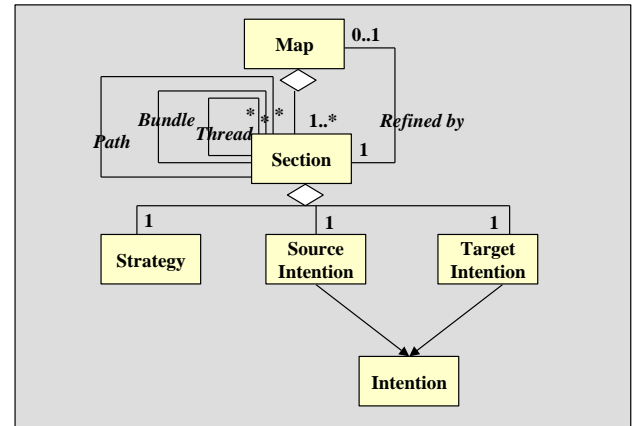 Map
0..1
Bundle
Path
Thread
*
*
*
1..*
Refined by
Section
1
1
1
1
Strategy
Source
Intention
Target
Intention
Intention